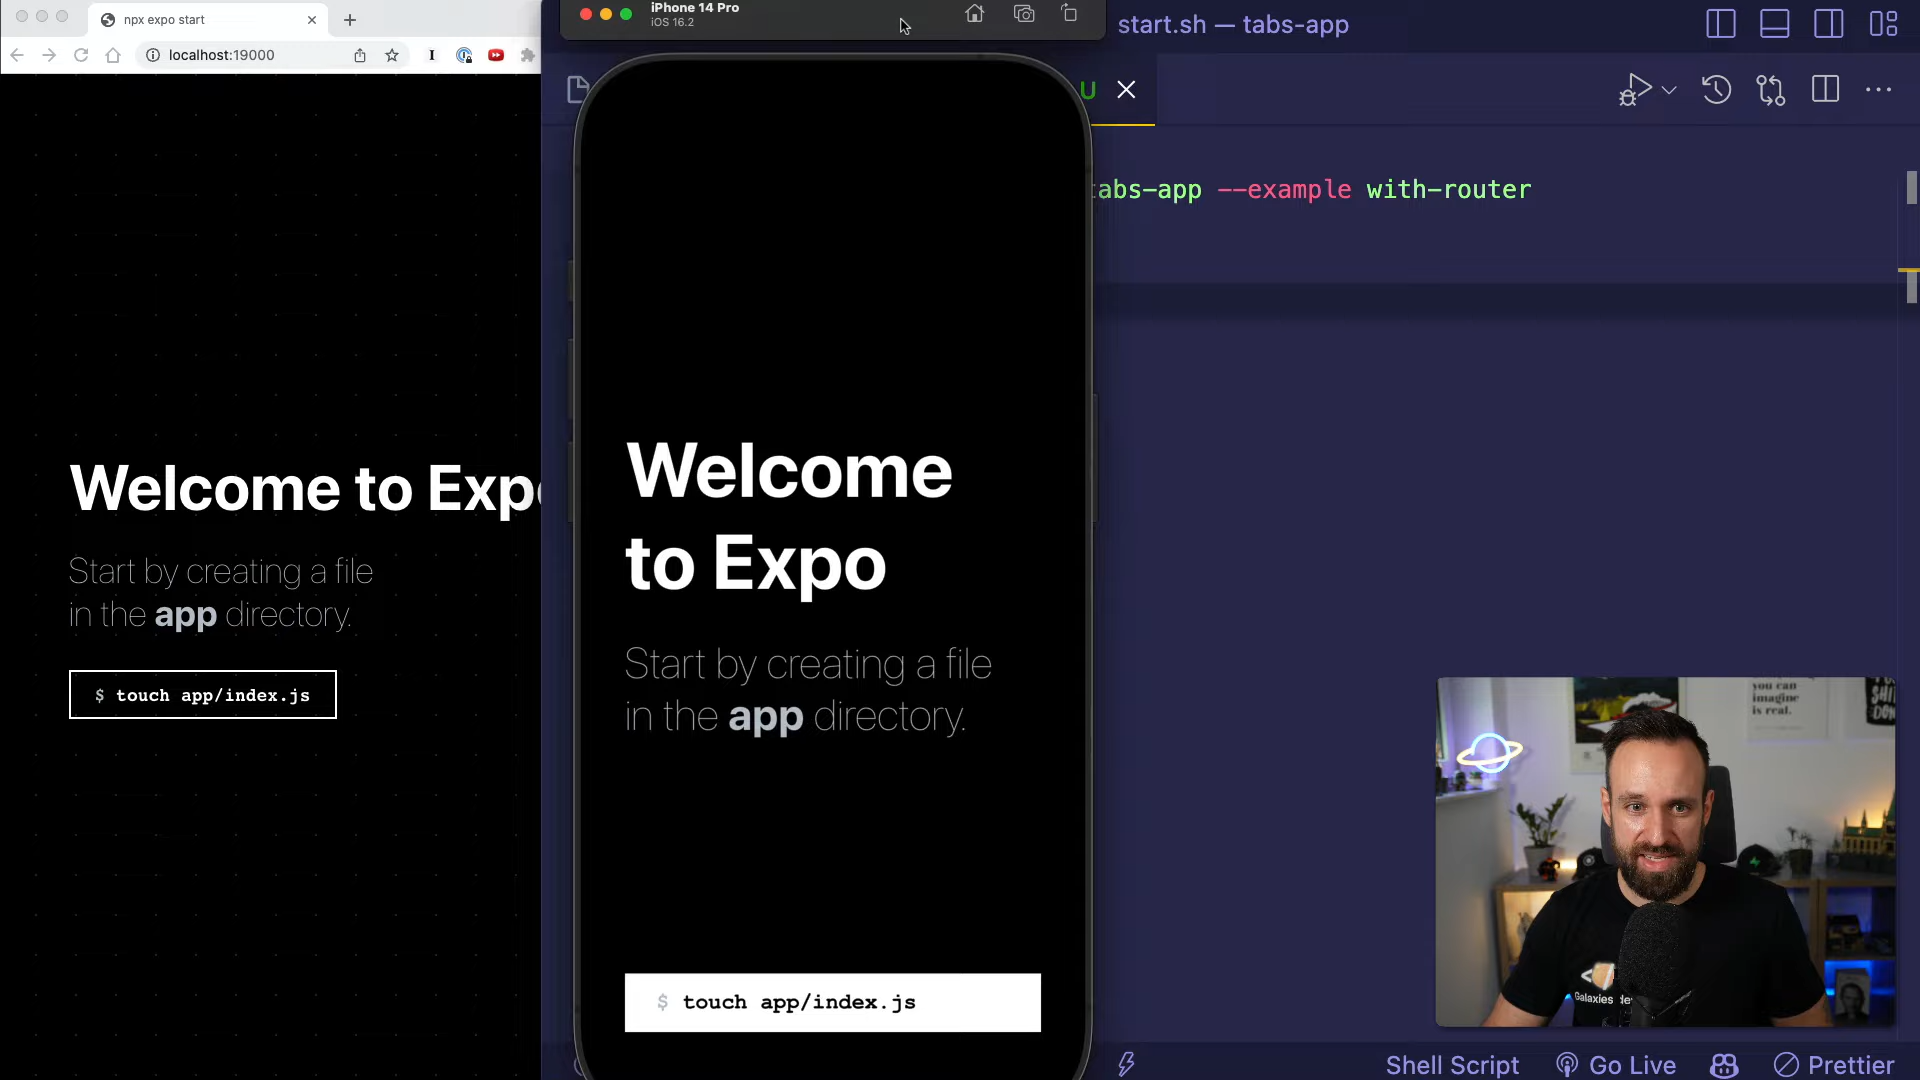 npx expo start
localhost:19000
Welcome to Expo
Start by creating a file
in the app directory.
$ touch app/index.js
iPhone 14 Pro
iOS 16.2
Welcome
to Expo
Start by creating a file
in the app directory.
$ touch app/index.js
start.sh — tabs-app
U
tabs-app --example with-router
you can
imagine
is real.
Galaxies
Shell Script
Go Live
Prettier